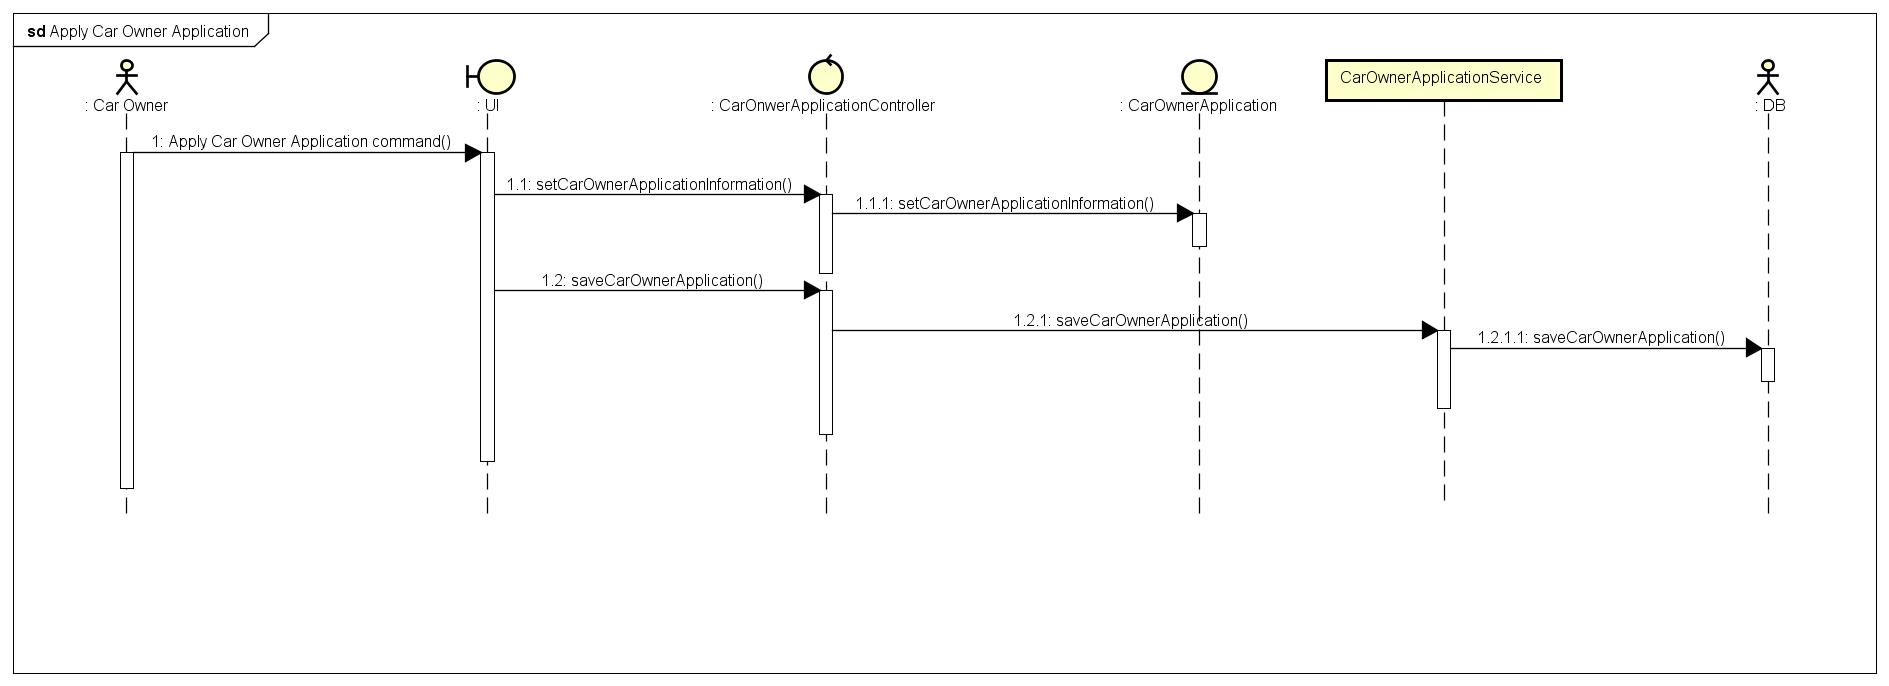 sd Apply Car Owner Application
: Car Owner
: UI
: CarOnwerApplicationController
: CarOwnerApplication
CarOwnerApplicationService
: DB
1: Apply Car Owner Application command()
1.1: setCarOwnerApplicationInformation()
1.1.1: setCarOwnerApplicationInformation()
1.2: saveCarOwnerApplication()
1.2.1: saveCarOwnerApplication()
1.2.1.1: saveCarOwnerApplication()